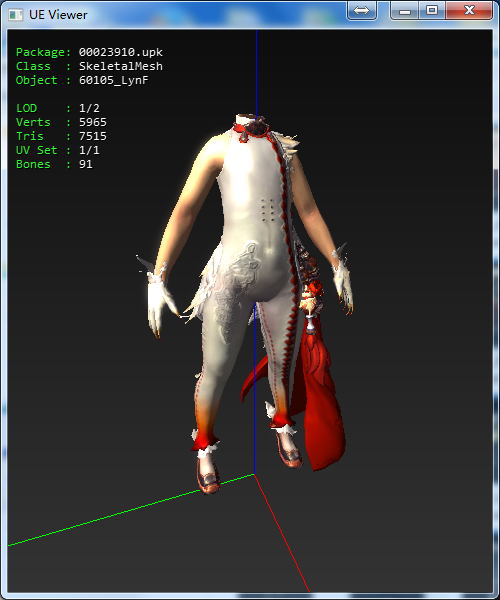 UE Viewer
Package: 00023910.upk
Class : SkeletalMesh
Object : 60105_LynF
LOD : 1/2
Verts : 5965
Tris : 7515
UV Set : 1/1
Bones : 91